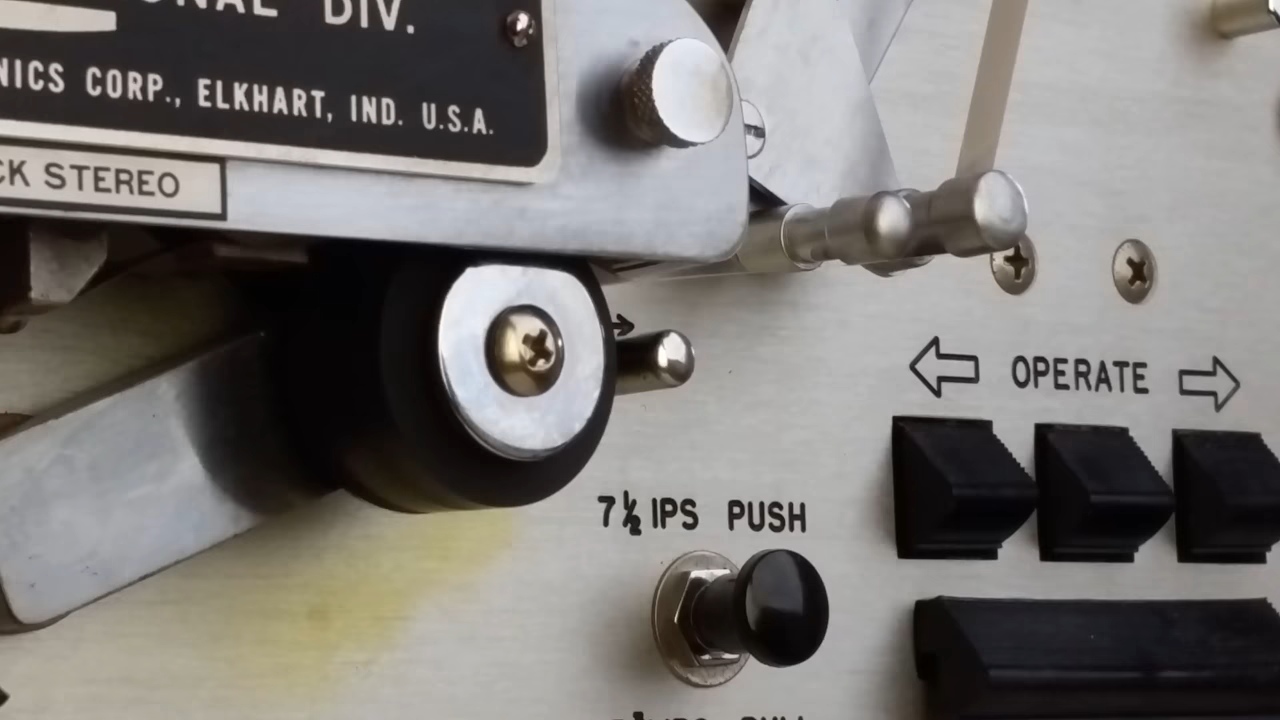 ONAL DIV.
NICS CORP., ELKHART, IND. U.S.A.
CK STEREO
OPERATE
7½ IPS PUSH